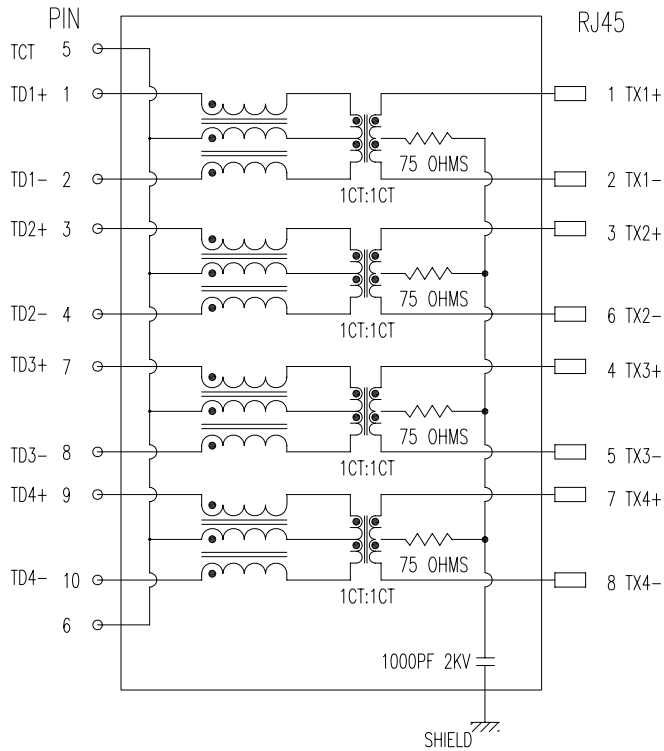 PIN
RJ45
TCT 5
TD1+ 1
1 TX1+
75 OHMS
TD1- 2
2 TX1-
1CT:1CT
TD2+ 3
3 TX2+
75 OHMS
TD2- 4
6 TX2-
1CT:1CT
TD3+ 7
4 TX3+
75 OHMS
TD3- 8
5 TX3-
1CT:1CT
TD4+ 9
7 TX4+
75 OHMS
TD4- 10
8 TX4-
1CT:1CT
6
1000PF 2KV
SHIELD